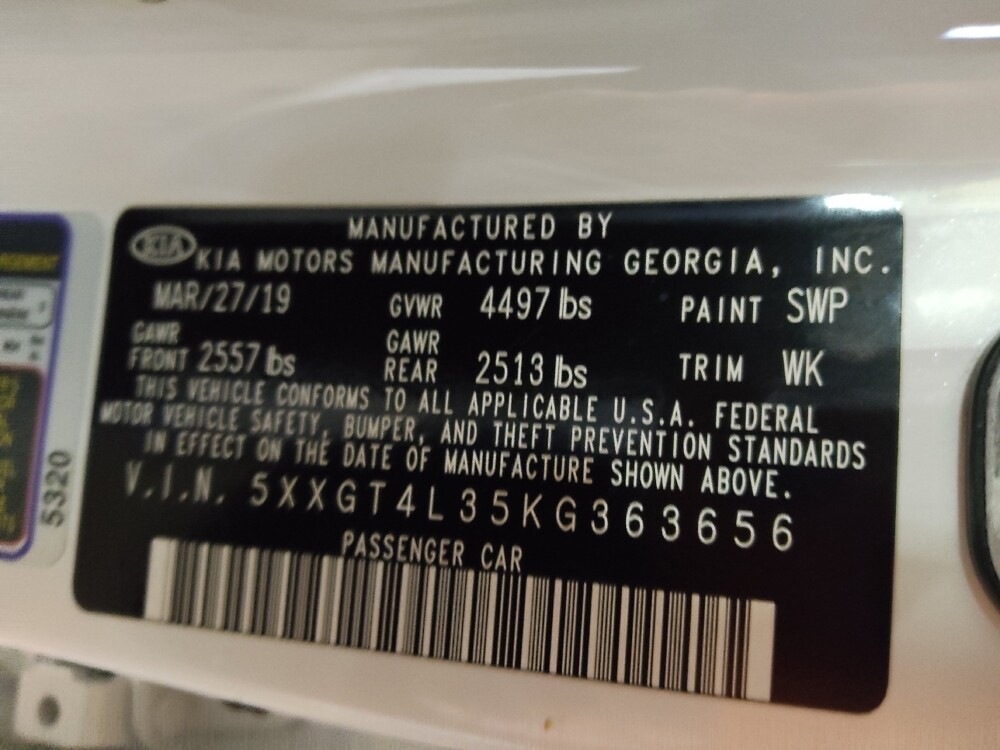 MANUFACTURED BY
KIA KIA MOTORS MANUFACTURING GEORGIA, INC.
MAR/27/19 GVWR 4497 lbs PAINT SWP
GAWR GAWR
FRONT 2557 lbs REAR 2513 lbs TRIM WK
THIS VEHICLE CONFORMS TO ALL APPLICABLE U.S.A. FEDERAL
MOTOR VEHICLE SAFETY, BUMPER, AND THEFT PREVENTION STANDARDS
IN EFFECT ON THE DATE OF MANUFACTURE SHOWN ABOVE.
V.I.N. 5XXGT4L35KG363656
PASSENGER CAR
5320